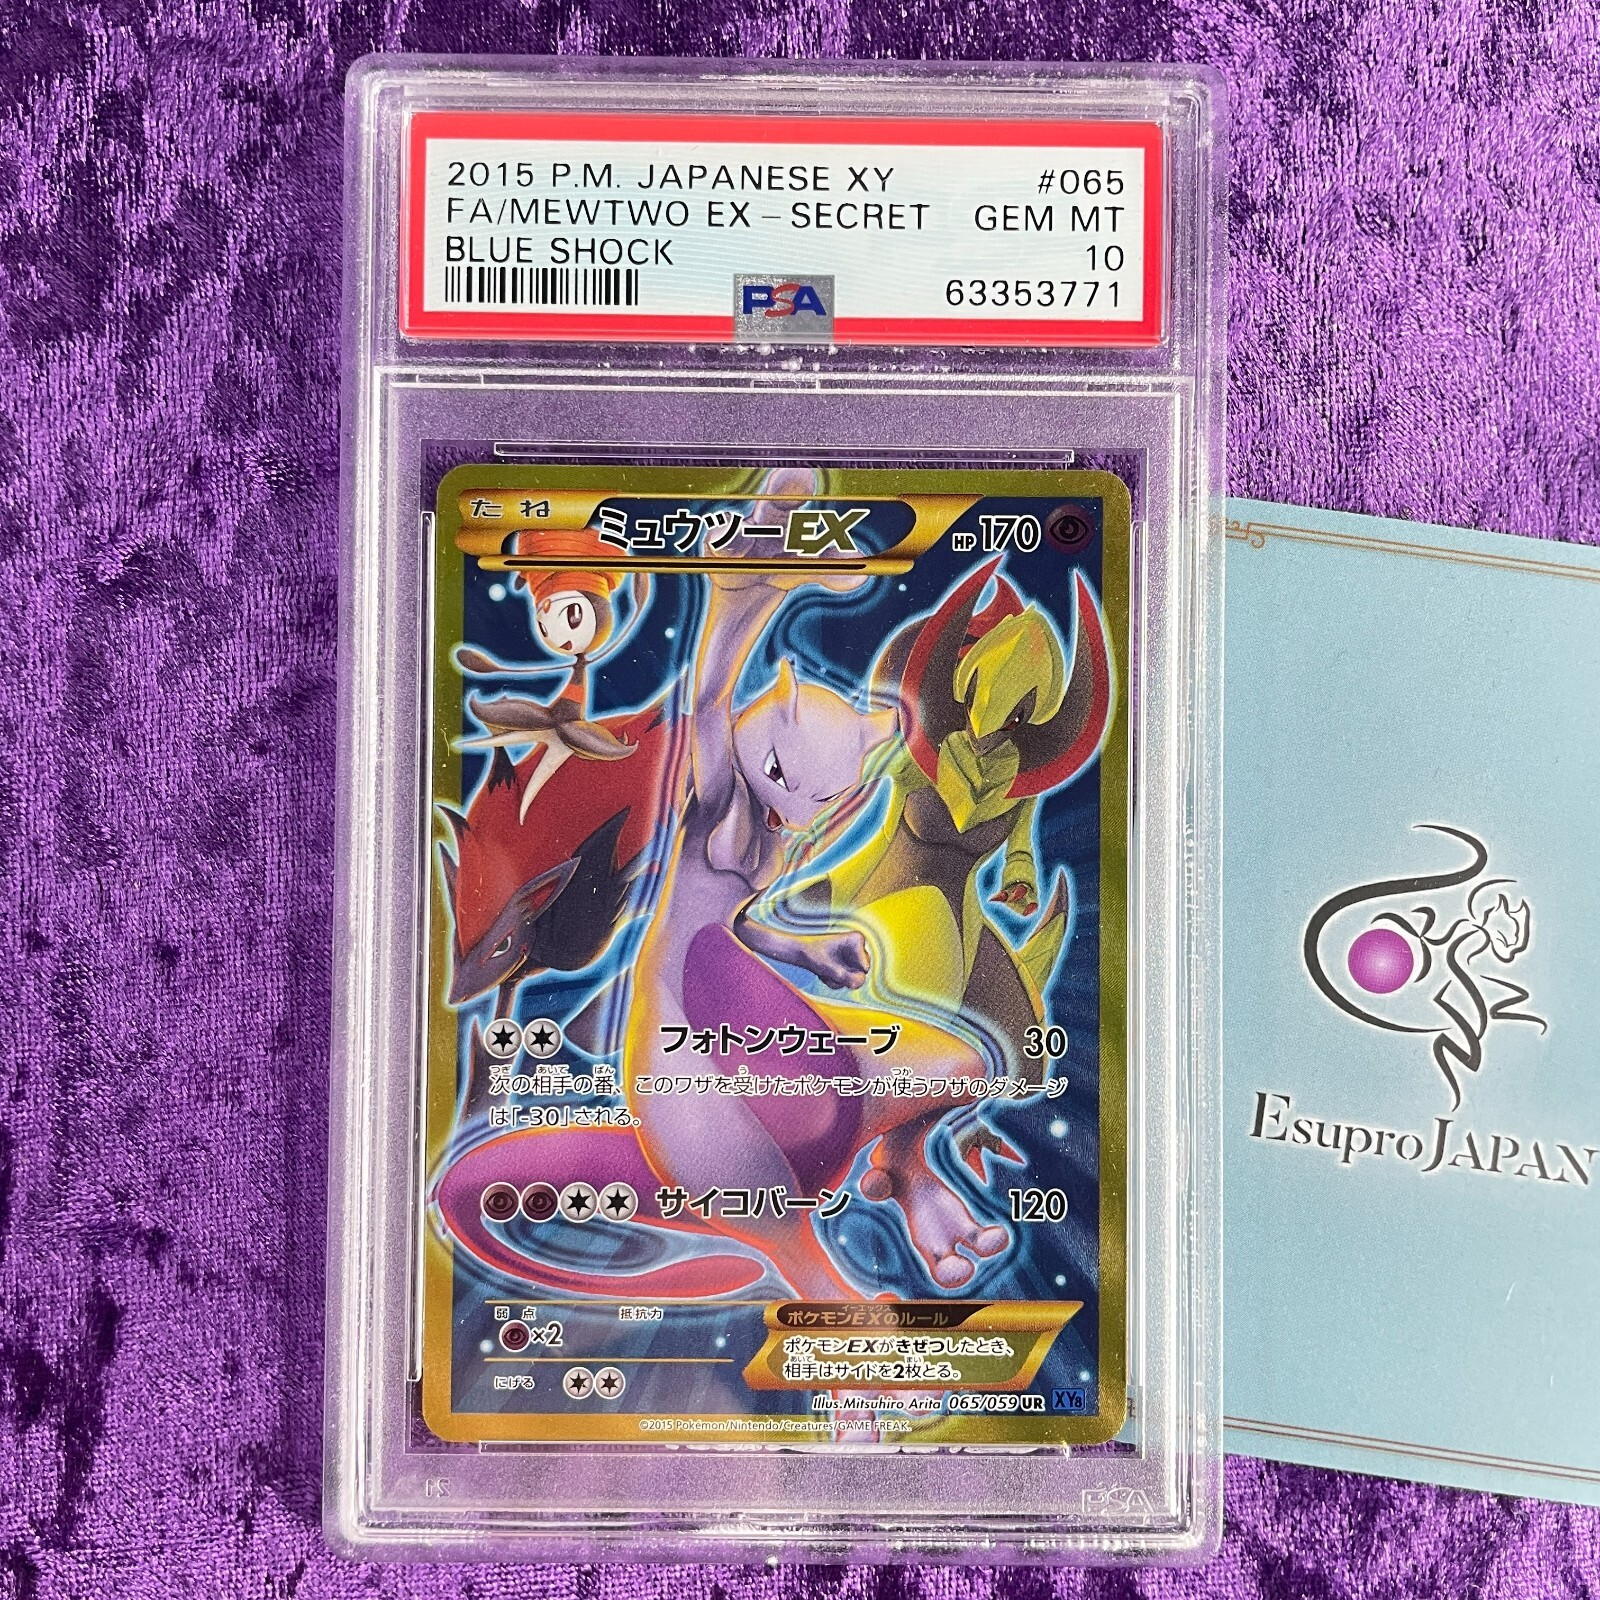 2015 P.M. JAPANESE XY #065
FA/MEWTWO EX - SECRET GEM MT
BLUE SHOCK 10
63353771
PSA
たね ミュウツーEX HP170
フォトンウェーブ 30
次の相手の番、このワザを受けたポケモンが使うワザのダメージ
は「-30」される。
サイコバーン 120
弱点 抵抗力
×2
にげる
ポケモンEXのルール
ポケモンEXがきぜつしたとき、
相手はサイドを2枚とる。
Illus.Mitsuhiro Arita 065/059 UR XY8
©2015 Pokémon/Nintendo/Creatures/GAME FREAK.
EsuproJAPAN
PSA